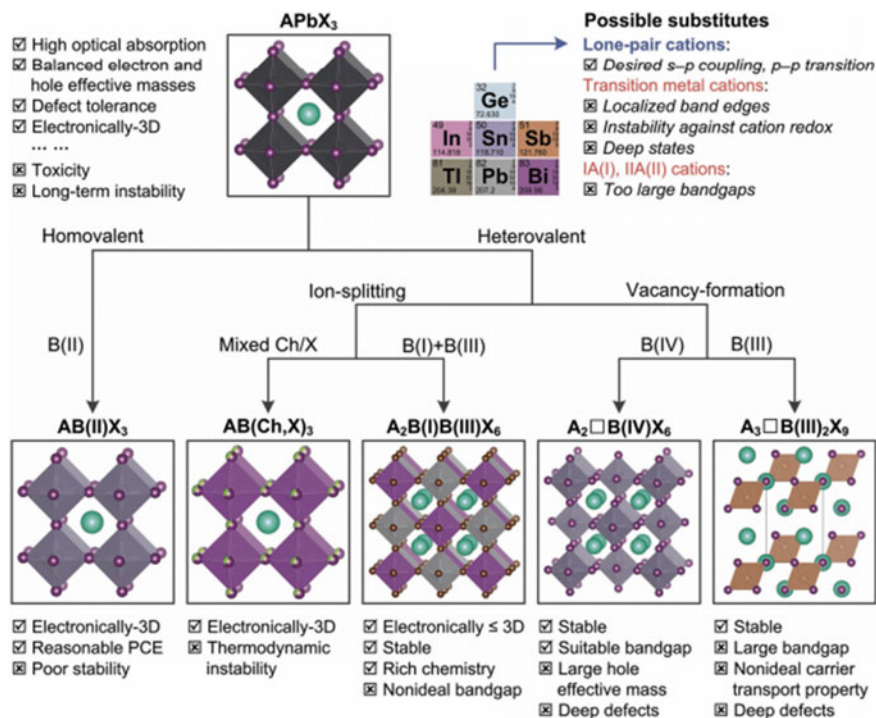 APbX₃
☑ High optical absorption
☑ Balanced electron and
hole effective masses
☑ Defect tolerance
☑ Electronically-3D
... ...
☒ Toxicity
☒ Long-term instability
Possible substitutes
Lone-pair cations:
☑ Desired s–p coupling, p–p transition
Transition metal cations:
☒ Localized band edges
☒ Instability against cation redox
☒ Deep states
IA(I), IIA(II) cations:
☒ Too large bandgaps
32
Ge
72.630
49 50 51
In Sn Sb
114.818 118.710 121.760
81 82 83
Tl Pb Bi
204.38 207.2 208.98
Homovalent
Heterovalent
Ion-splitting
Vacancy-formation
B(II)
Mixed Ch/X
B(I)+B(III)
B(IV)
B(III)
AB(II)X₃
AB(Ch,X)₃
A₂B(I)B(III)X₆
A₂□B(IV)X₆
A₃□B(III)₂X₉
☑ Electronically-3D
☑ Reasonable PCE
☒ Poor stability
☑ Electronically-3D
☒ Thermodynamic
instability
☑ Electronically ≤ 3D
☑ Stable
☑ Rich chemistry
☒ Nonideal bandgap
☑ Stable
☑ Suitable bandgap
☒ Large hole
effective mass
☒ Deep defects
☑ Stable
☒ Large bandgap
☒ Nonideal carrier
transport property
☒ Deep defects